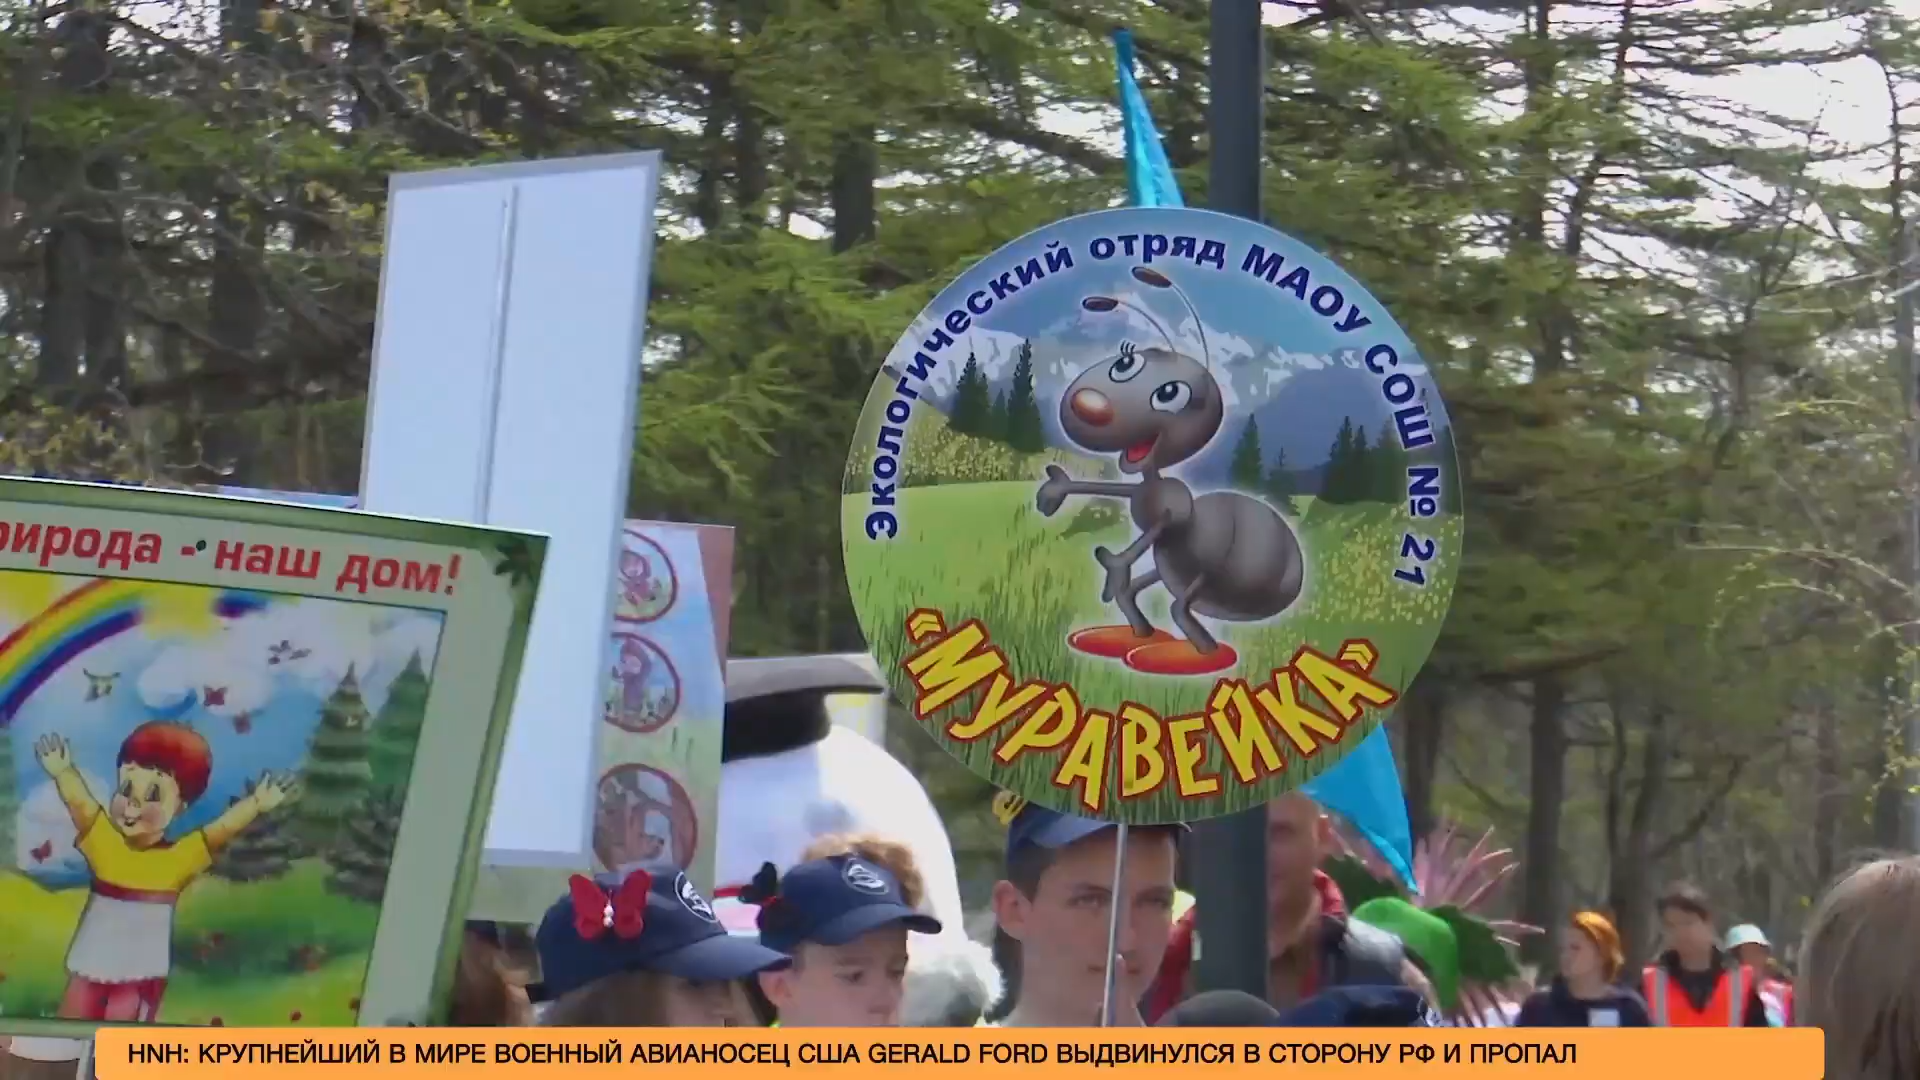 Экологический отряд МАОУ СОШ № 21
"МУРАВЕЙКА"
рирода - наш дом!
HNH: КРУПНЕЙШИЙ В МИРЕ ВОЕННЫЙ АВИАНОСЕЦ США GERALD FORD ВЫДВИНУЛСЯ В СТОРОНУ РФ И ПРОПАЛ